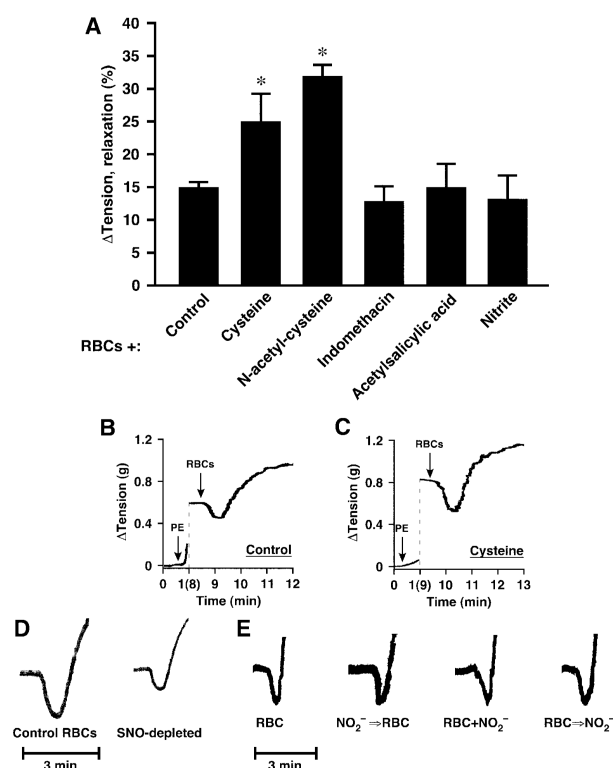 A
ΔTension, relaxation (%)
40
35
30
25
20
15
10
5
0
*
*
RBCs +:
Control
Cysteine
N-acetyl-cysteine
Indomethacin
Acetylsalicylic acid
Nitrite
B
ΔTension (g)
1.2
0.8
0.4
0
RBCs
PE
Control
0 1(8) 9 10 11 12
Time (min)
C
ΔTension (g)
1.2
0.8
0.4
0
RBCs
PE
Cysteine
0 1(9) 10 11 12 13
Time (min)
D
Control RBCs SNO-depleted
3 min
E
RBC NO₂⁻ ⇒RBC RBC+NO₂⁻ RBC⇒NO₂⁻
3 min